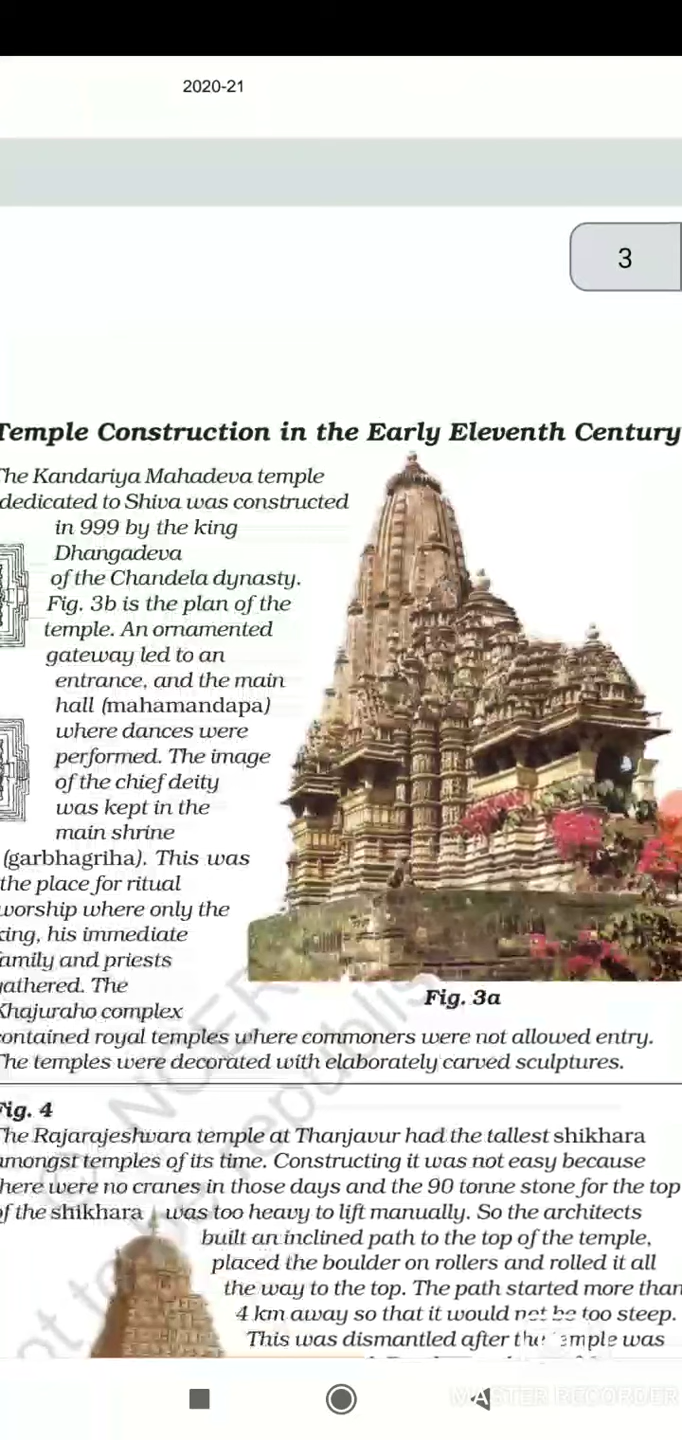 2020-21
3
Temple Construction in the Early Eleventh Century
The Kandariya Mahadeva temple
dedicated to Shiva was constructed
in 999 by the king
Dhangadeva
of the Chandela dynasty.
Fig. 3b is the plan of the
temple. An ornamented
gateway led to an
entrance, and the main
hall (mahamandapa)
where dances were
performed. The image
of the chief deity
was kept in the
main shrine
(garbhagriha). This was
the place for ritual
worship where only the
king, his immediate
family and priests
gathered. The
Khajuraho complex
contained royal temples where commoners were not allowed entry.
The temples were decorated with elaborately carved sculptures.
Fig. 3a
Fig. 4
The Rajarajeshwara temple at Thanjavur had the tallest shikhara
amongst temples of its time. Constructing it was not easy because
there were no cranes in those days and the 90 tonne stone for the top
of the shikhara was too heavy to lift manually. So the architects
built an inclined path to the top of the temple,
placed the boulder on rollers and rolled it all
the way to the top. The path started more than
4 km away so that it would not be too steep.
This was dismantled after the temple was
MASTER RECORDER